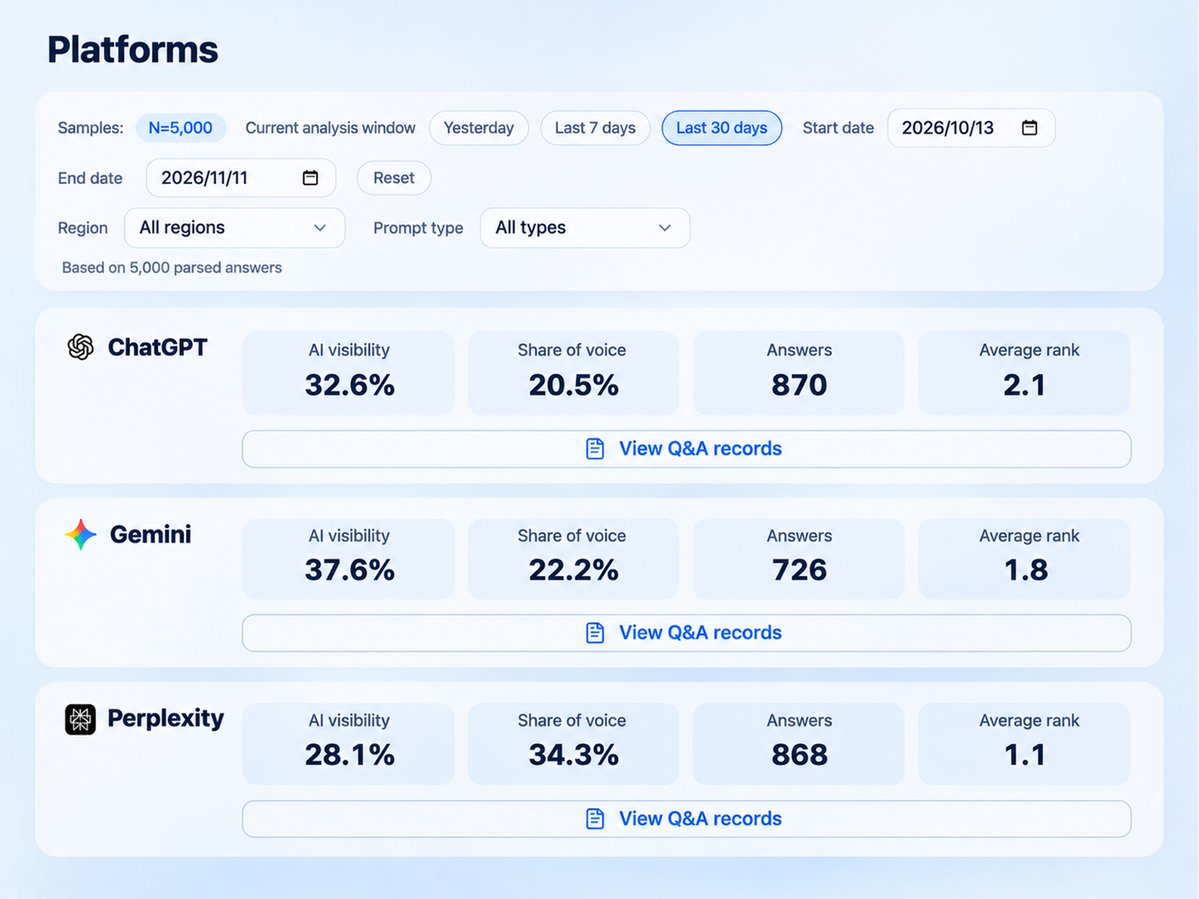 Platforms
Samples: N=5,000 Current analysis window Yesterday Last 7 days Last 30 days Start date 2026/10/13
End date 2026/11/11 Reset
Region All regions Prompt type All types
Based on 5,000 parsed answers
ChatGPT
AI visibility Share of voice Answers Average rank
32.6% 20.5% 870 2.1
View Q&A records
Gemini
AI visibility Share of voice Answers Average rank
37.6% 22.2% 726 1.8
View Q&A records
Perplexity
AI visibility Share of voice Answers Average rank
28.1% 34.3% 868 1.1
View Q&A records